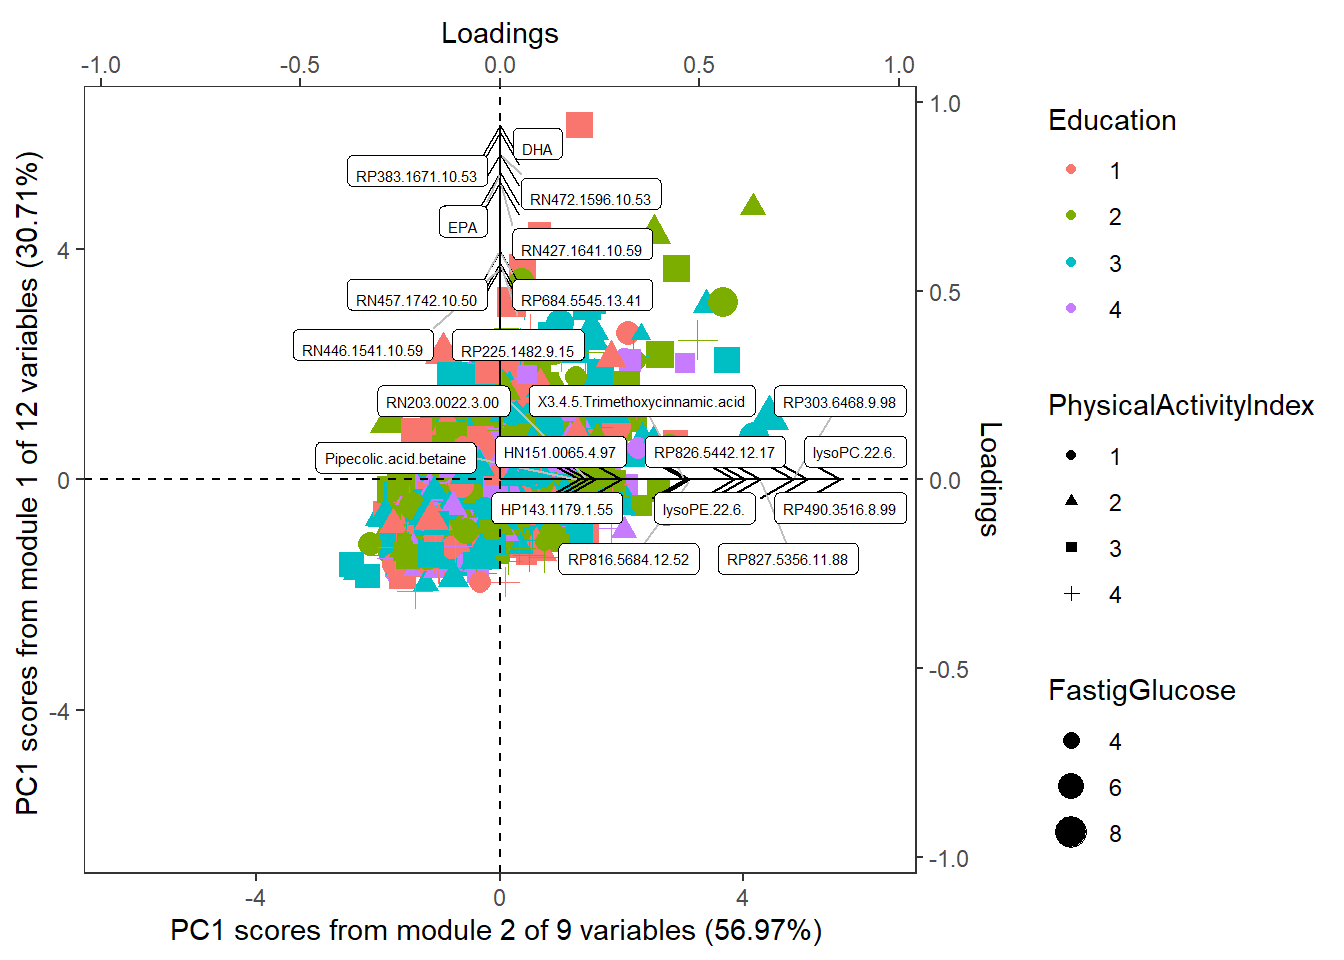 Loadings
-1.0 -0.5 0.0 0.5 1.0
PC1 scores from module 1 of 12 variables (30.71%)
4
0
-4
DHA
RP383.1671.10.53
RN472.1596.10.53
EPA
RN427.1641.10.59
RN457.1742.10.50
RP684.5545.13.41
RN446.1541.10.59
RP225.1482.9.15
RN203.0022.3.00
X3.4.5.Trimethoxycinnamic.acid
RP303.6468.9.98
Pipecolic.acid.betaine
HN151.0065.4.97
RP826.5442.12.17
lysoPC.22.6.
HP143.1179.1.55
lysoPE.22.6.
RP490.3516.8.99
RP816.5684.12.52
RP827.5356.11.88
1.0
0.5
0.0
-0.5
-1.0
Loadings
-4 0 4
PC1 scores from module 2 of 9 variables (56.97%)
Education
1
2
3
4
PhysicalActivityIndex
1
2
3
4
FastigGlucose
4
6
8